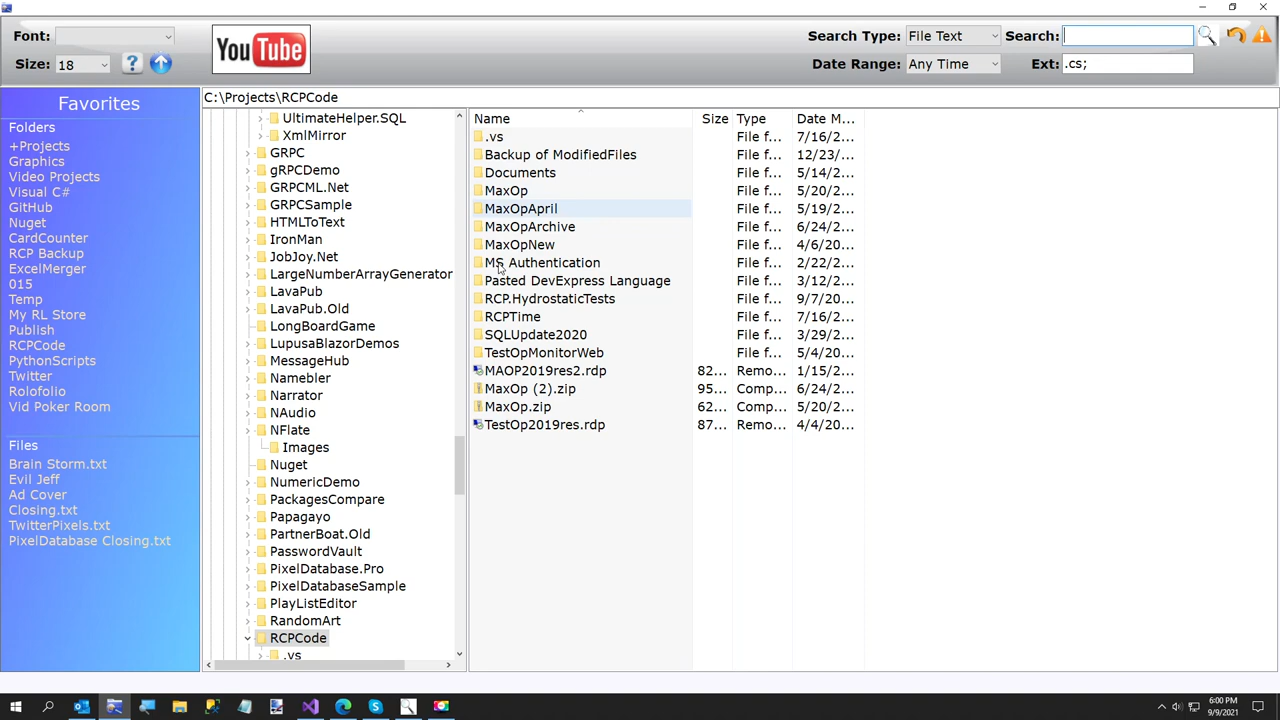 Font:
Size: 18
?
YouTube
Search Type: File Text
Search:
Date Range: Any Time
Ext: .cs;
Favorites
Folders
+Projects
Graphics
Video Projects
Visual C#
GitHub
Nuget
CardCounter
RCP Backup
ExcelMerger
015
Temp
My RL Store
Publish
RCPCode
PythonScripts
Twitter
Rolofolio
Vid Poker Room
Files
Brain Storm.txt
Evil Jeff
Ad Cover
Closing.txt
TwitterPixels.txt
PixelDatabase Closing.txt
C:\Projects\RCPCode
UltimateHelper.SQL
XmlMirror
GRPC
gRPCDemo
GRPCML.Net
GRPCSample
HTMLToText
IronMan
JobJoy.Net
LargeNumberArrayGenerator
LavaPub
LavaPub.Old
LongBoardGame
LupusaBlazorDemos
MessageHub
Namebler
Narrator
NAudio
NFlate
Images
Nuget
NumericDemo
PackagesCompare
Papagayo
PartnerBoat.Old
PasswordVault
PixelDatabase.Pro
PixelDatabaseSample
PlayListEditor
RandomArt
RCPCode
.vs
Name Size Type Date M...
.vs File f... 7/16/2...
Backup of ModifiedFiles File f... 12/23/...
Documents File f... 5/14/2...
MaxOp File f... 5/20/2...
MaxOpApril File f... 5/19/2...
MaxOpArchive File f... 6/24/2...
MaxOpNew File f... 4/6/20...
MS Authentication File f... 2/22/2...
Pasted DevExpress Language File f... 3/12/2...
RCP.HydrostaticTests File f... 9/7/20...
RCPTime File f... 7/16/2...
SQLUpdate2020 File f... 3/29/2...
TestOpMonitorWeb File f... 5/4/20...
MAOP2019res2.rdp 82... Remo... 1/15/2...
MaxOp (2).zip 95... Comp... 6/24/2...
MaxOp.zip 62... Comp... 5/20/2...
TestOp2019res.rdp 87... Remo... 4/4/20...
6:00 PM
9/9/2021